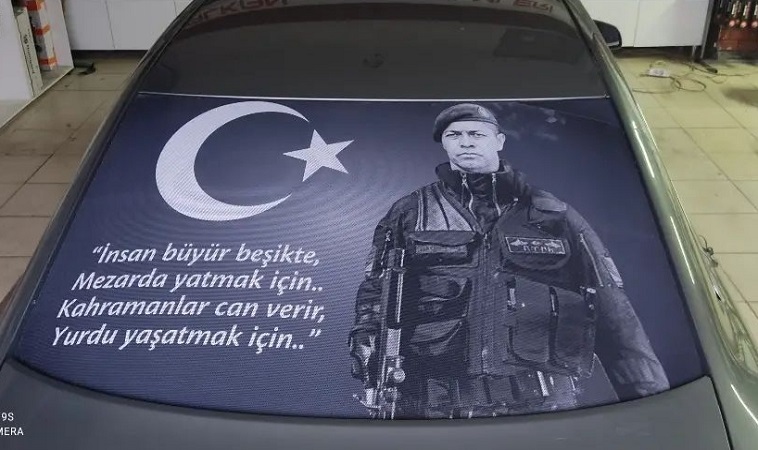 “İnsan büyür beşikte,
Mezarda yatmak için..
Kahramanlar can verir,
Yurdu yaşatmak için..”